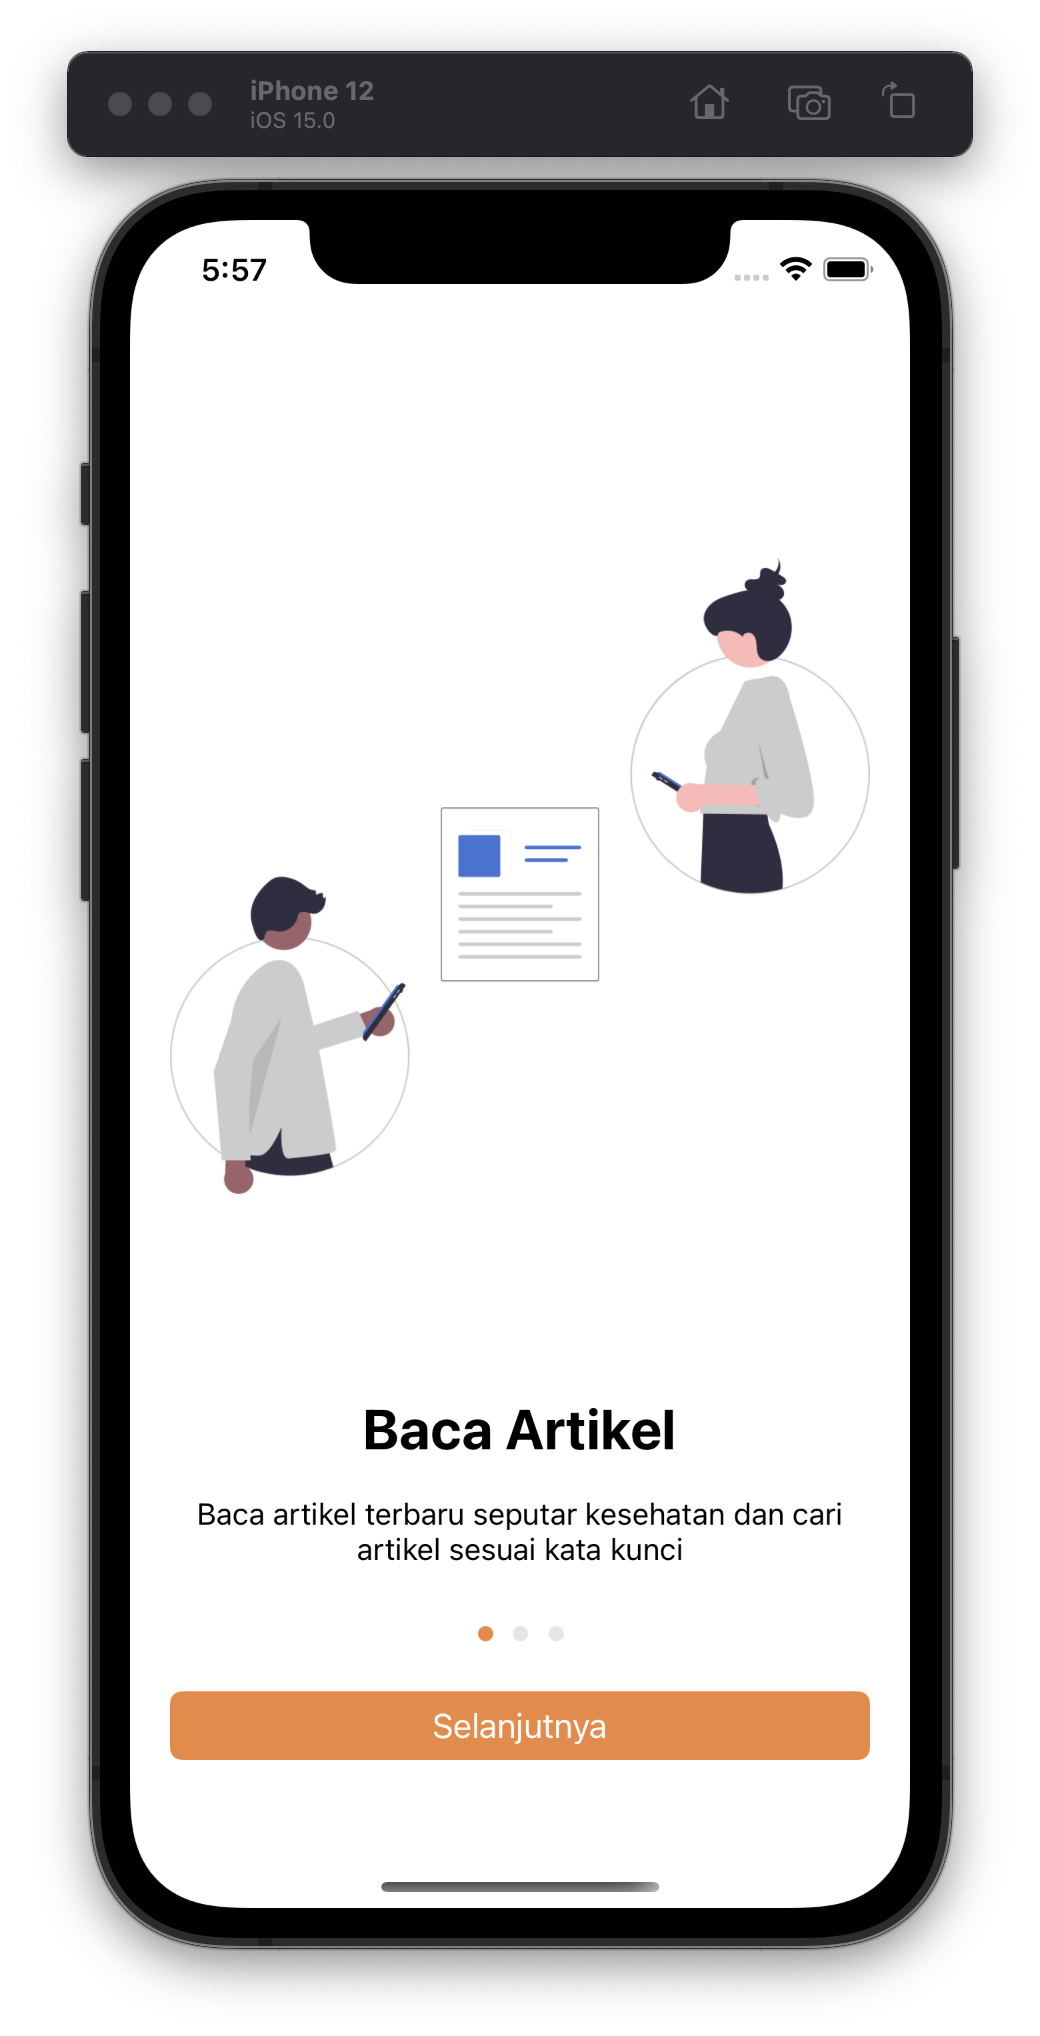 iPhone 12
iOS 15.0
5:57
Baca Artikel
Baca artikel terbaru seputar kesehatan dan cari
artikel sesuai kata kunci
Selanjutnya